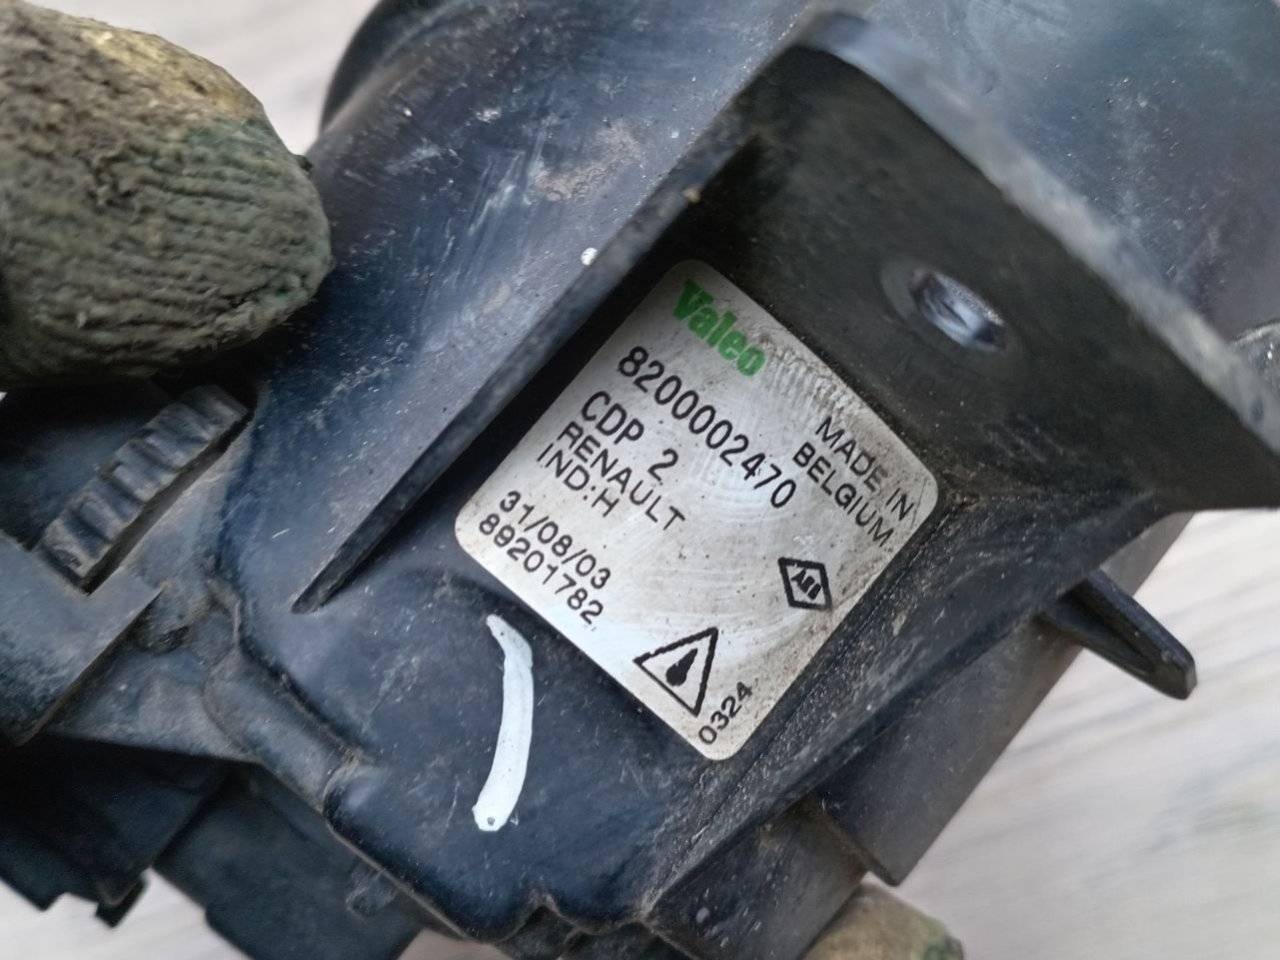 Valeo
MADE IN
BELGIUM
8200002470
CDP 2
RENAULT
IND:H
31/08/03
89201782
0324